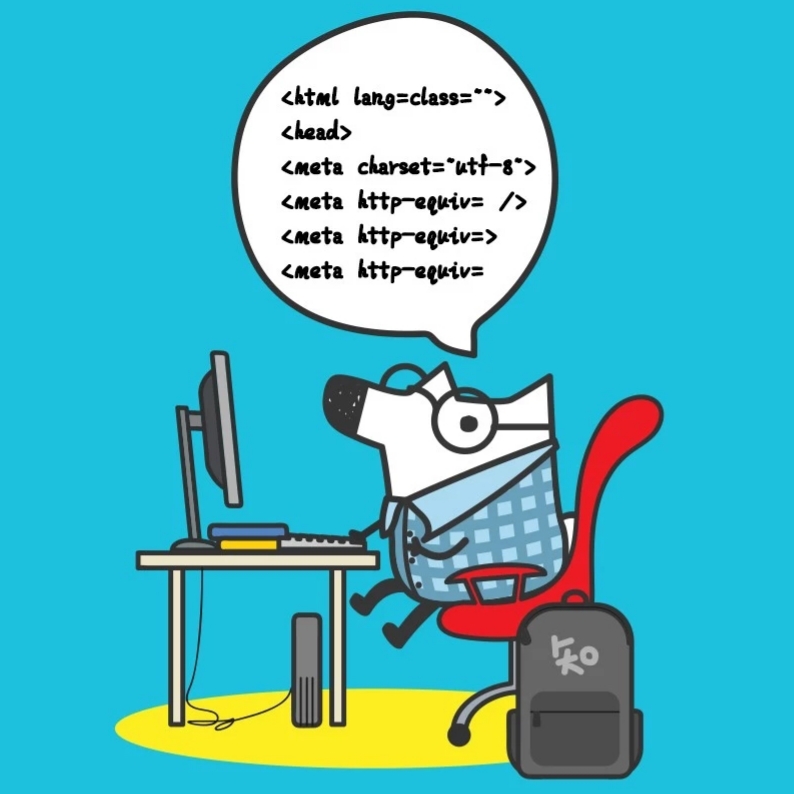 <html lang=class="">
<head>
<meta charset="utf-8">
<meta http-equiv= />
<meta http-equiv=>
<meta http-equiv=